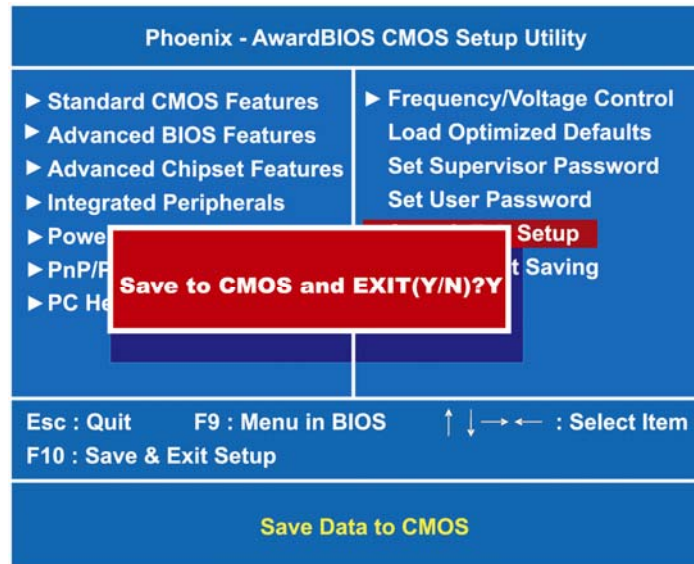 Phoenix - AwardBIOS CMOS Setup Utility
► Standard CMOS Features
► Advanced BIOS Features
► Advanced Chipset Features
► Integrated Peripherals
► Powe
► PnP/P
► PC He
► Frequency/Voltage Control
Load Optimized Defaults
Set Supervisor Password
Set User Password
Setup
t Saving
Save to CMOS and EXIT(Y/N)?Y
Esc : Quit F9 : Menu in BIOS ↑ ↓ → ← : Select Item
F10 : Save & Exit Setup
Save Data to CMOS